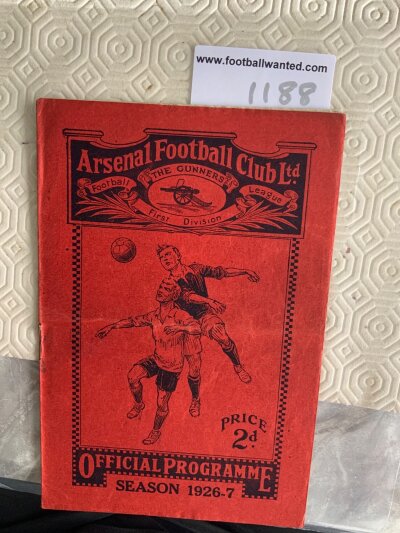 www.footballwanted.com
1188
Arsenal Football Club Ltd.
THE GUNNERS
Football League
First Division
PRICE
2d.
OFFICIAL PROGRAMME
SEASON 1926-7